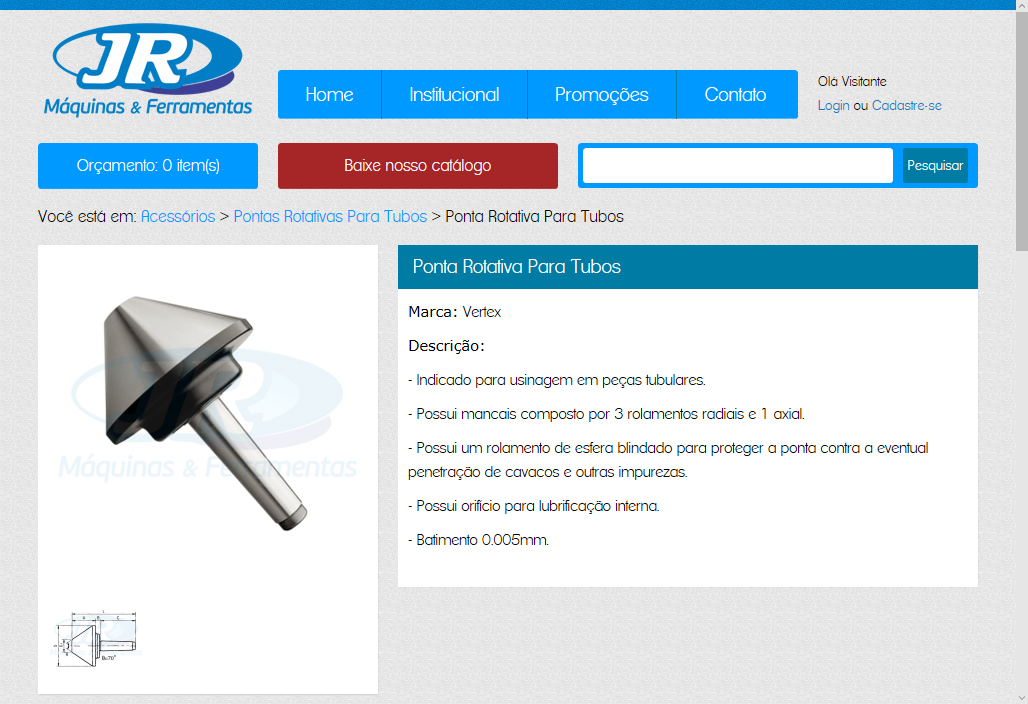 JR
Máquinas & Ferramentas
Home
Institucional
Promoções
Contato
Olá Visitante
Login ou Cadastre-se
Orçamento: 0 item(s)
Baixe nosso catálogo
Pesquisar
Você está em: Acessórios > Pontas Rotativas Para Tubos > Ponta Rotativa Para Tubos
Ponta Rotativa Para Tubos
Marca: Vertex
Descrição:
- Indicado para usinagem em peças tubulares.
- Possui mancais composto por 3 rolamentos radiais e 1 axial.
- Possui um rolamento de esfera blindado para proteger a ponta contra a eventual
penetração de cavacos e outras impurezas.
- Possui orifício para lubrificação interna.
- Batimento 0.005mm.
JR
Máquinas & Ferramentas